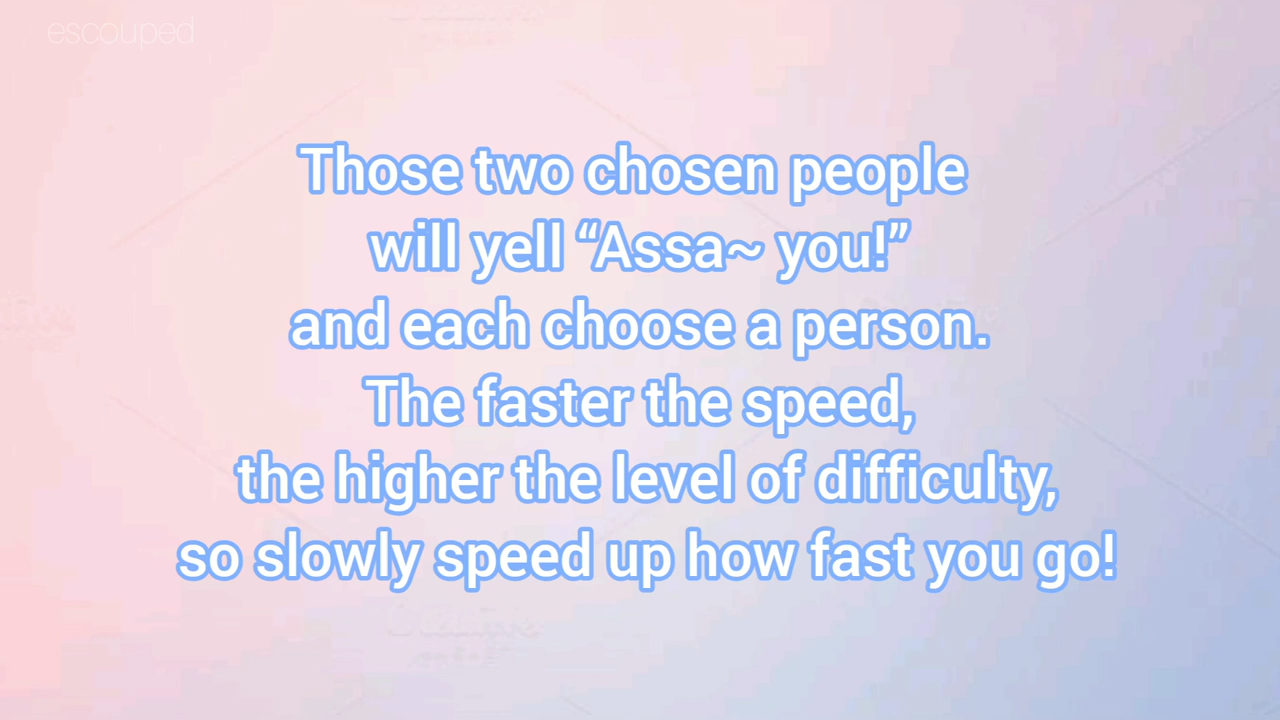 escouped
Those two chosen people
will yell “Assa~ you!”
and each choose a person.
The faster the speed,
the higher the level of difficulty,
so slowly speed up how fast you go!